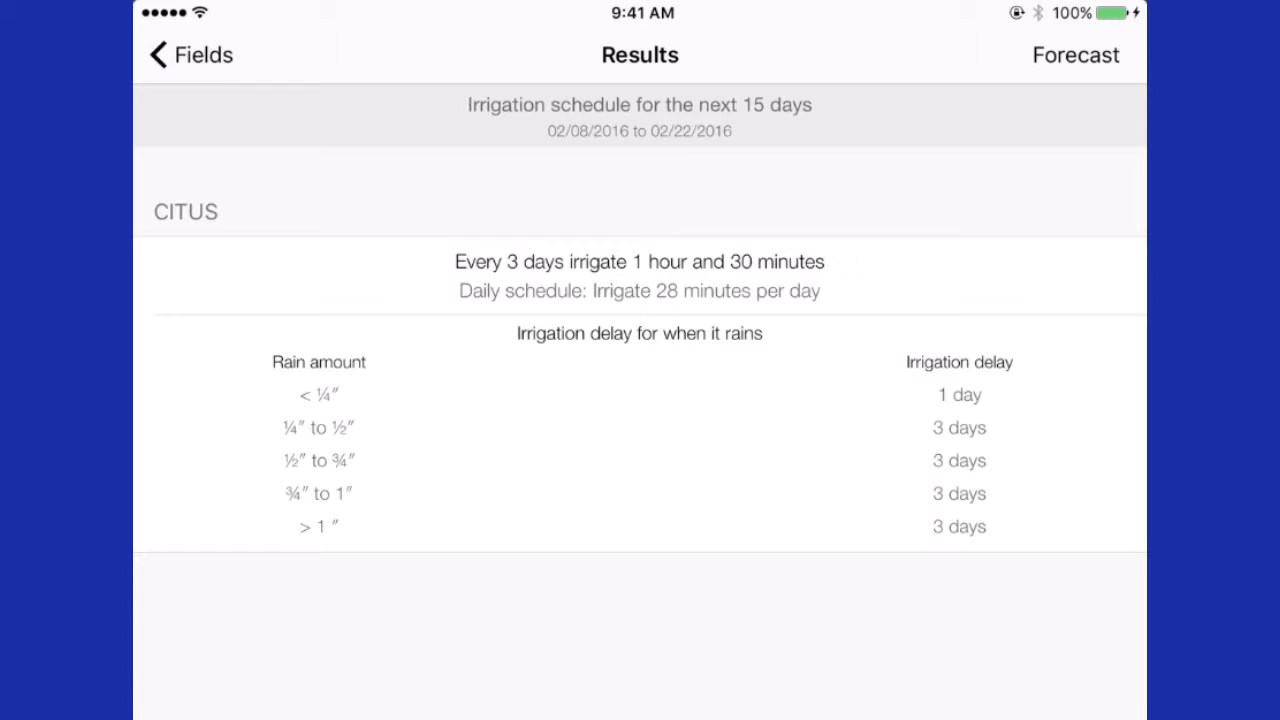 9:41 AM
100%
Fields
Results
Forecast
Irrigation schedule for the next 15 days
02/08/2016 to 02/22/2016
CITUS
Every 3 days irrigate 1 hour and 30 minutes
Daily schedule: Irrigate 28 minutes per day
Irrigation delay for when it rains
Rain amount Irrigation delay
< ¼" 1 day
¼" to ½" 3 days
½" to ¾" 3 days
¾" to 1" 3 days
> 1 " 3 days